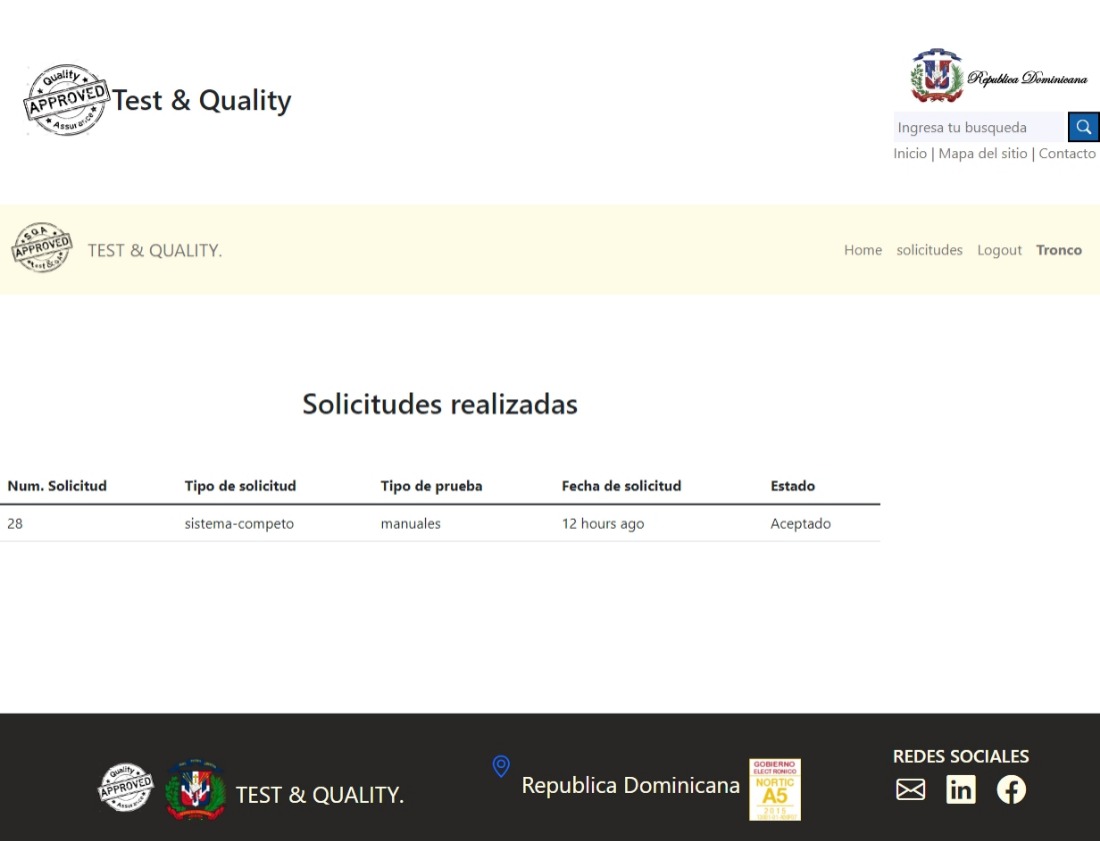 Quality
APPROVED
Assurance
Test & Quality
Republica Dominicana
Ingresa tu busqueda
Inicio | Mapa del sitio | Contacto
S.Q.A
APPROVED
TEST & QUALITY.
Home solicitudes Logout Tronco
Solicitudes realizadas
Num. Solicitud Tipo de solicitud Tipo de prueba Fecha de solicitud Estado
28 sistema-competo manuales 12 hours ago Aceptado
Quality
APPROVED
Assurance
TEST & QUALITY.
Republica Dominicana
GOBIERNO
ELECTRONICO
NORTIC
A5
2015
REDES SOCIALES
in